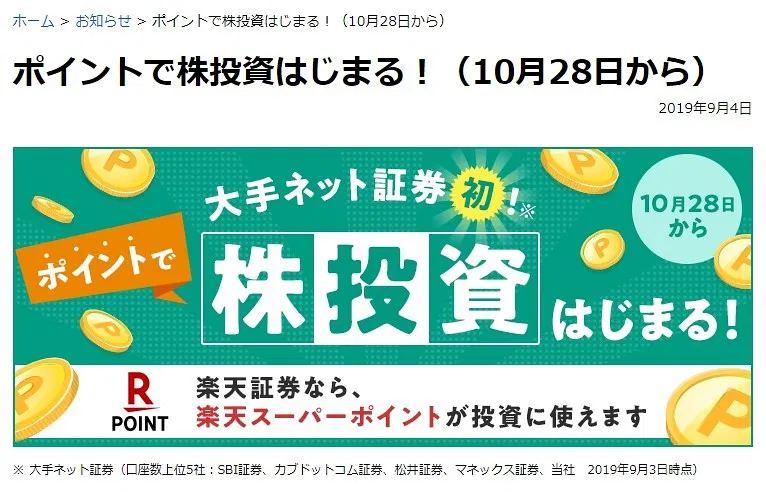 ホーム > お知らせ > ポイントで株投資はじまる！（10月28日から）
ポイントで株投資はじまる！（10月28日から）
2019年9月4日
大手ネット証券初！※
10月28日
から
ポイントで
株投資はじまる！
R
POINT
楽天証券なら、
楽天スーパーポイントが投資に使えます
※ 大手ネット証券（口座数上位5社：SBI証券、カブドットコム証券、松井証券、マネックス証券、当社　2019年9月3日時点）